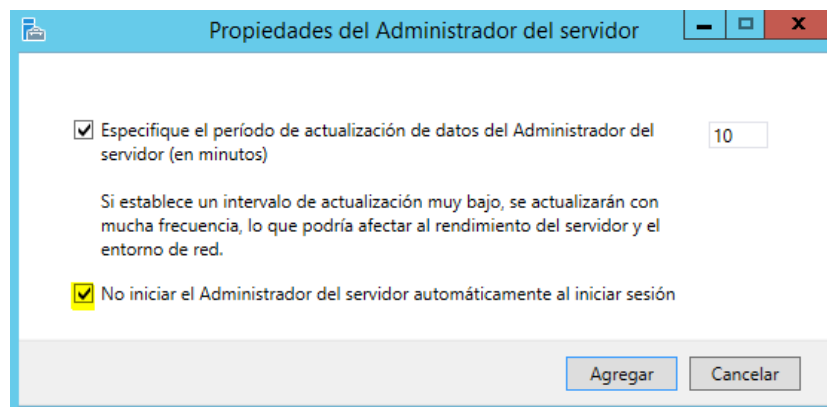 Propiedades del Administrador del servidor
Especifique el período de actualización de datos del Administrador del
servidor (en minutos)
10
Si establece un intervalo de actualización muy bajo, se actualizarán con
mucha frecuencia, lo que podría afectar al rendimiento del servidor y el
entorno de red.
No iniciar el Administrador del servidor automáticamente al iniciar sesión
Agregar
Cancelar